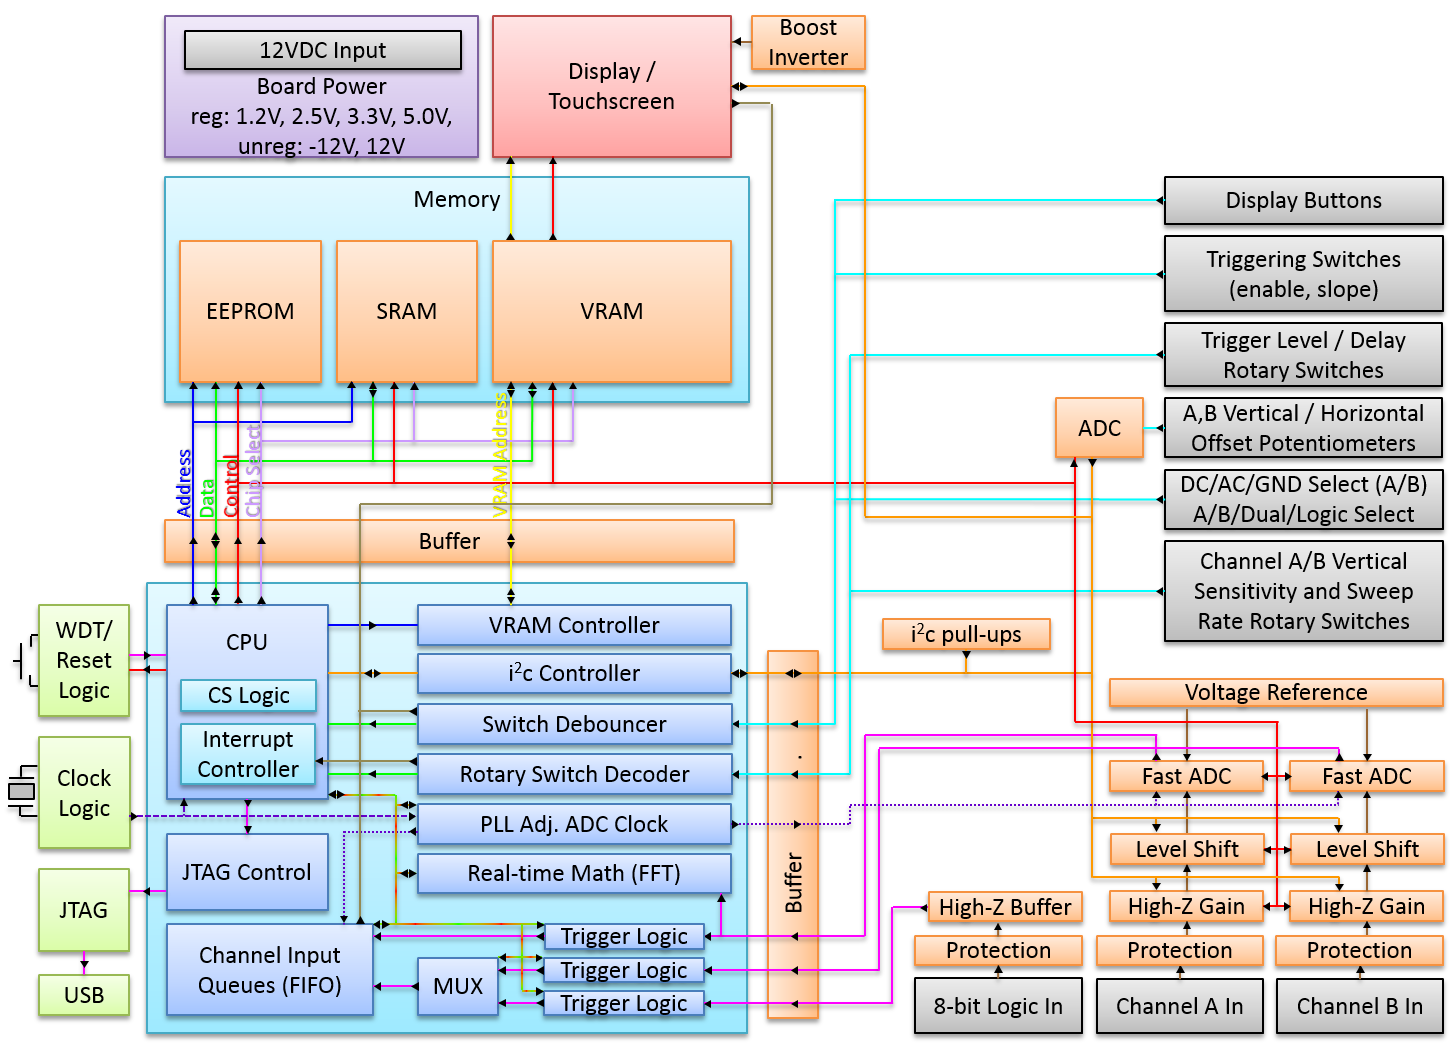 12VDC Input
Board Power
reg: 1.2V, 2.5V, 3.3V, 5.0V,
unreg: -12V, 12V
Display /
Touchscreen
Boost
Inverter
Memory
EEPROM
SRAM
VRAM
Address
Data
Control
Chip Select
VRAM Address
Buffer
Display Buttons
Triggering Switches
(enable, slope)
Trigger Level / Delay
Rotary Switches
ADC
A,B Vertical / Horizontal
Offset Potentiometers
DC/AC/GND Select (A/B)
A/B/Dual/Logic Select
Channel A/B Vertical
Sensitivity and Sweep
Rate Rotary Switches
WDT/
Reset
Logic
CPU
CS Logic
Interrupt
Controller
VRAM Controller
i²c Controller
Switch Debouncer
Rotary Switch Decoder
PLL Adj. ADC Clock
Real-time Math (FFT)
i²c pull-ups
Buffer .
Voltage Reference
Fast ADC
Fast ADC
Level Shift
Level Shift
High-Z Buffer
High-Z Gain
High-Z Gain
Protection
Protection
Protection
8-bit Logic In
Channel A In
Channel B In
Clock
Logic
JTAG Control
JTAG
USB
Channel Input
Queues (FIFO)
MUX
Trigger Logic
Trigger Logic
Trigger Logic